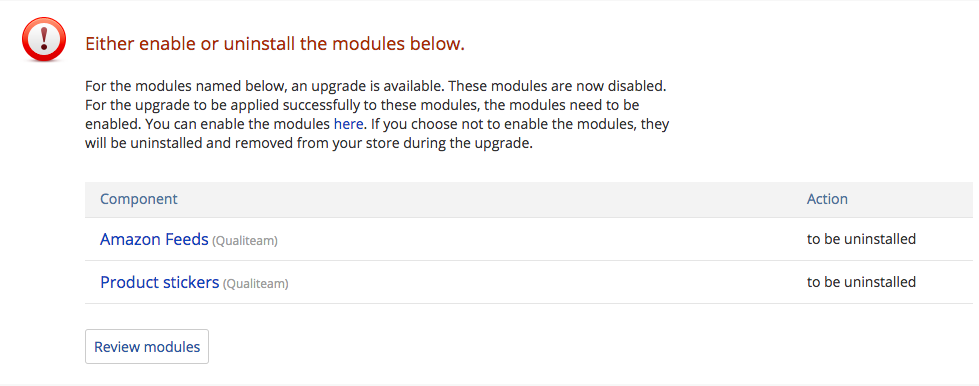 Either enable or uninstall the modules below.
For the modules named below, an upgrade is available. These modules are now disabled.
For the upgrade to be applied successfully to these modules, the modules need to be
enabled. You can enable the modules here. If you choose not to enable the modules, they
will be uninstalled and removed from your store during the upgrade.
Component Action
Amazon Feeds (Qualiteam) to be uninstalled
Product stickers (Qualiteam) to be uninstalled
Review modules